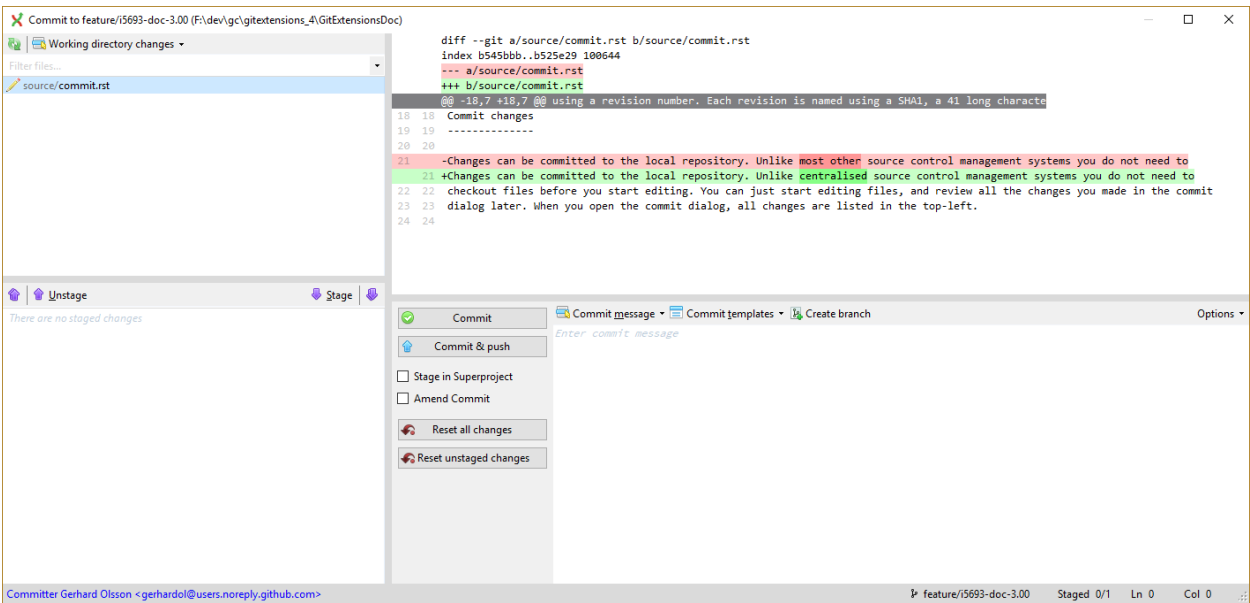 Commit to feature/i5693-doc-3.00 (F:\dev\gc\gitextensions_4\GitExtensionsDoc)
Working directory changes
Filter files...
source/commit.rst
diff --git a/source/commit.rst b/source/commit.rst
index b545bbb..b525e29 100644
--- a/source/commit.rst
+++ b/source/commit.rst
@@ -18,7 +18,7 @@ using a revision number. Each revision is named using a SHA1, a 41 long characte
18 18 Commit changes
19 19 --------------
20 20
21 -Changes can be committed to the local repository. Unlike most other source control management systems you do not need to
21 +Changes can be committed to the local repository. Unlike centralised source control management systems you do not need to
22 22 checkout files before you start editing. You can just start editing files, and review all the changes you made in the commit
23 23 dialog later. When you open the commit dialog, all changes are listed in the top-left.
24 24
Unstage Stage
There are no staged changes
Commit
Commit & push
Stage in Superproject
Amend Commit
Reset all changes
Reset unstaged changes
Commit message Commit templates Create branch Options
Enter commit message
Committer Gerhard Olsson <gerhardol@users.noreply.github.com> feature/i5693-doc-3.00 Staged 0/1 Ln 0 Col 0